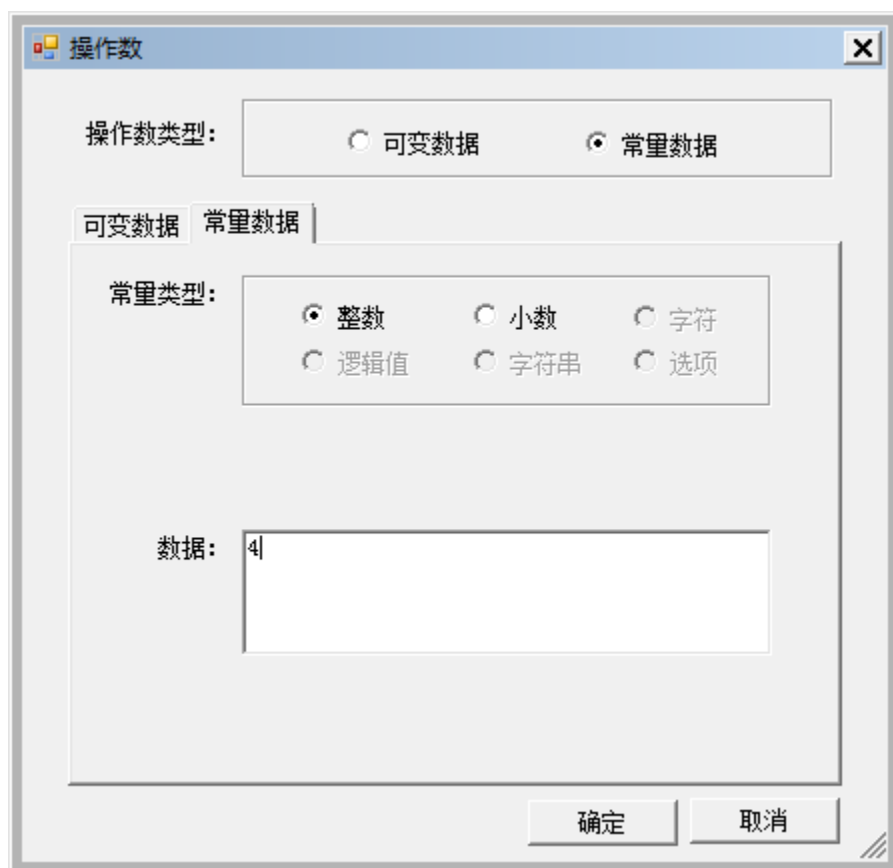 操作数
操作数类型: 可变数据 常量数据
可变数据 常量数据
常量类型: 整数 小数 字符
逻辑值 字符串 选项
数据: 4
确定 取消